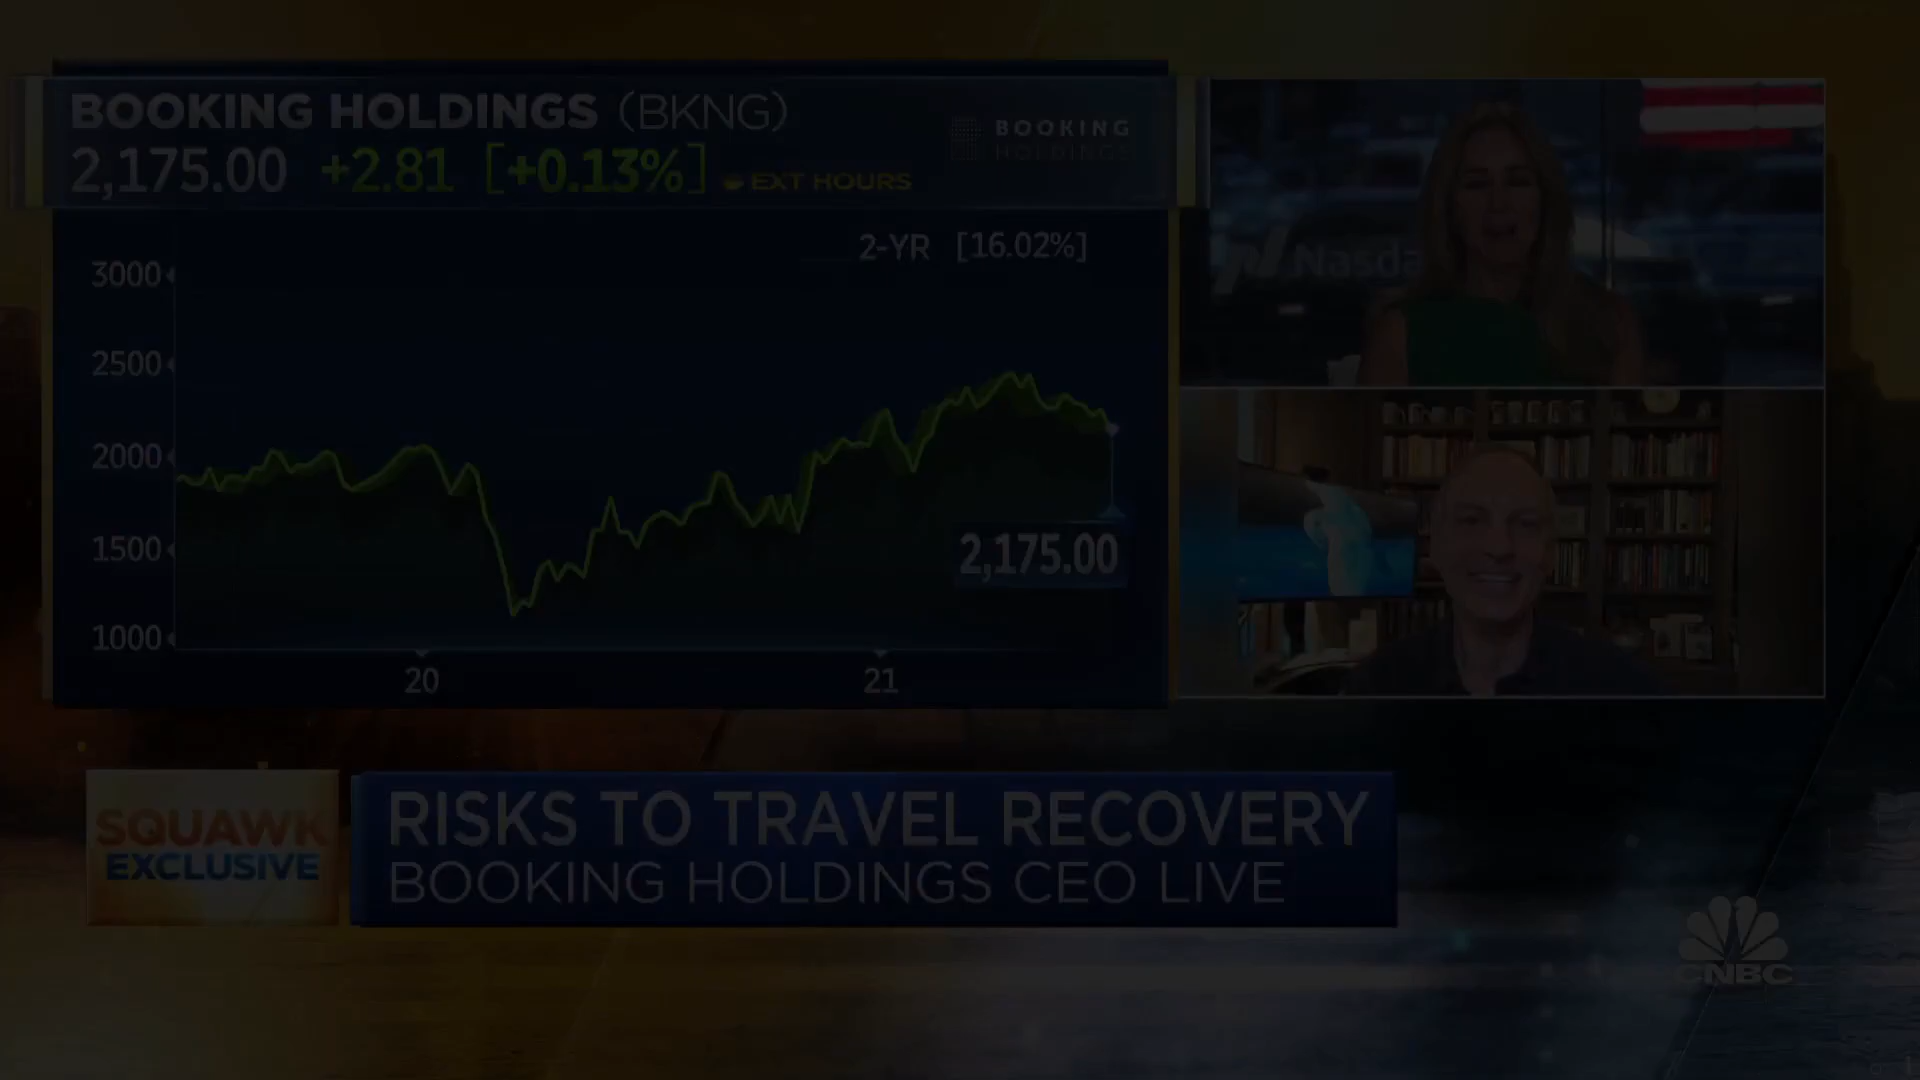 BOOKING HOLDINGS (BKNG)
2,175.00 +2.81 [+0.13%] EXT HOURS
BOOKING
HOLDINGS
2-YR [16.02%]
3000
2500
2000
1500
1000
2,175.00
20 21
Nasda
SQUAWK
EXCLUSIVE
RISKS TO TRAVEL RECOVERY
BOOKING HOLDINGS CEO LIVE
CNBC